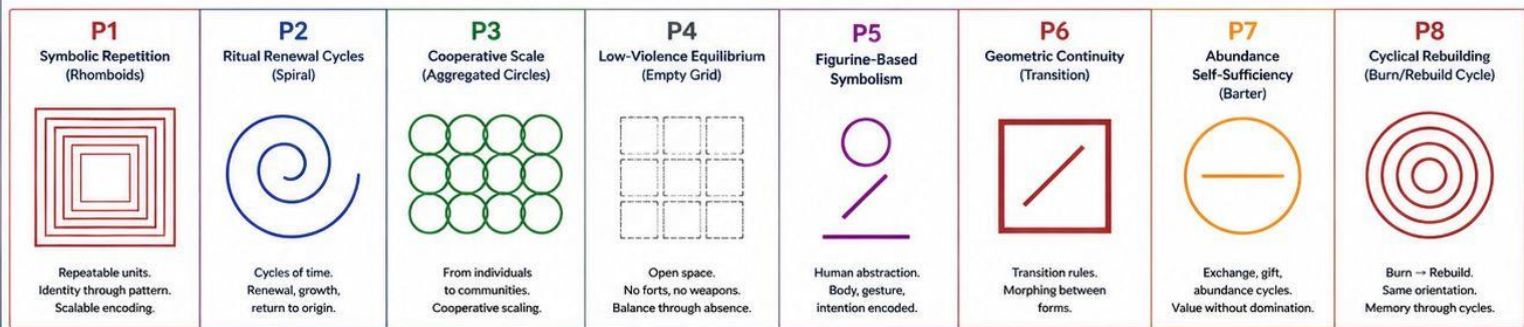 P1
Symbolic Repetition
(Rhomboids)
Repeatable units.
Identity through pattern.
Scalable encoding.
P2
Ritual Renewal Cycles
(Spiral)
Cycles of time.
Renewal, growth,
return to origin.
P3
Cooperative Scale
(Aggregated Circles)
From individuals
to communities.
Cooperative scaling.
P4
Low-Violence Equilibrium
(Empty Grid)
Open space.
No forts, no weapons.
Balance through absence.
P5
Figurine-Based
Symbolism
Human abstraction.
Body, gesture,
intention encoded.
P6
Geometric Continuity
(Transition)
Transition rules.
Morphing between
forms.
P7
Abundance
Self-Sufficiency
(Barter)
Exchange, gift,
abundance cycles.
Value without domination.
P8
Cyclical Rebuilding
(Burn/Rebuild Cycle)
Burn → Rebuild.
Same orientation.
Memory through cycles.